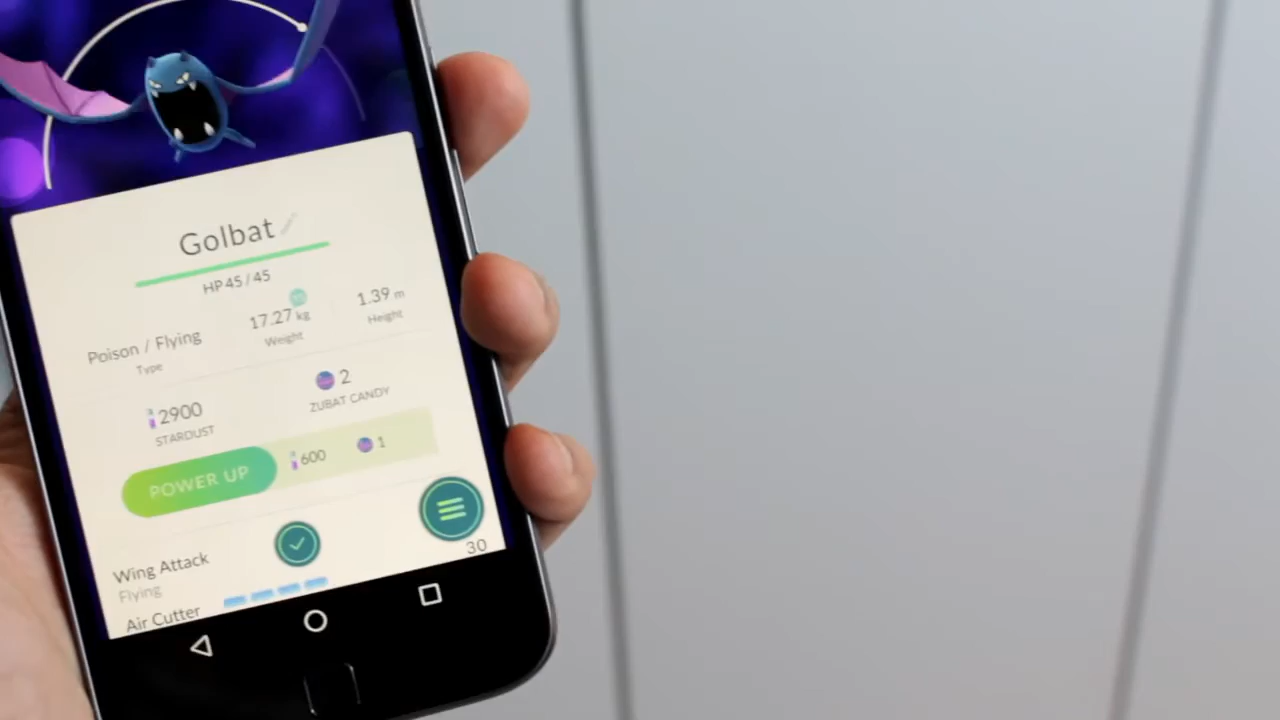 Golbat
HP 45 / 45
Poison / Flying
Type
17.27 kg
Weight
1.39 m
Height
2900
STARDUST
2
ZUBAT CANDY
POWER UP
600
1
Wing Attack
Flying
Air Cutter
30